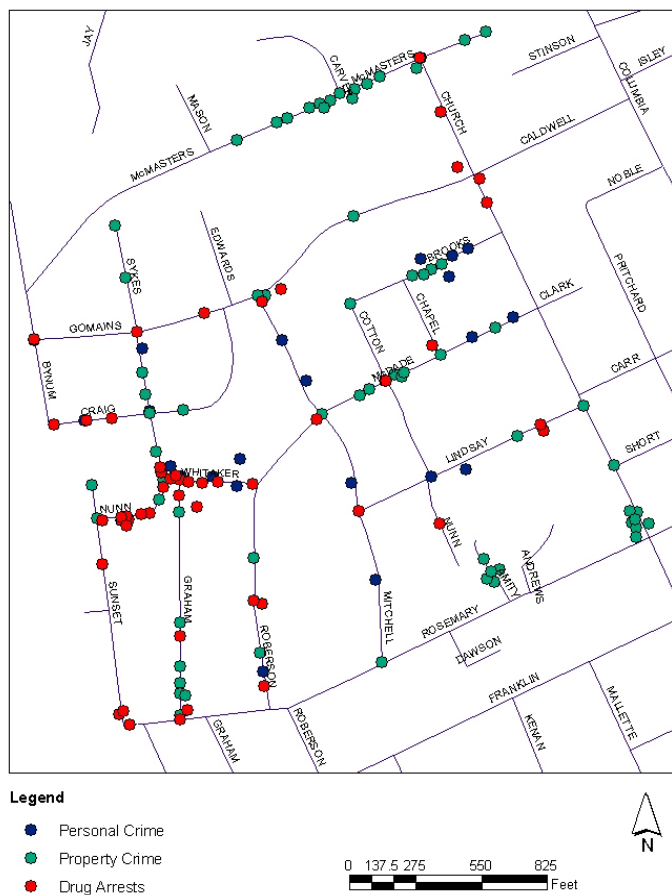 JAY
CARV
McMASTERS
STINSON
ISLEY
COLUMBIA
MASON
CHURCH
CALDWELL
McMASTERS
NOBLE
EDWARDS
BROOKS
SYKES
PRITCHARD
CHAPEL
CLARK
COTTON
GOMAINS
BYNUM
CARR
CRAIG
LINDSAY
SHORT
WHITAKER
NUNN
NUNN
SUNSET
GRAHAM
AMITY
ANDREWS
MITCHELL
ROBERSON
ROSEMARY
DAWSON
FRANKLIN
GRAHAM
ROBERSON
KENAN
MALLETTE
Legend
Personal Crime
Property Crime
Drug Arrests
0 137.5 275 550 825
Feet
N